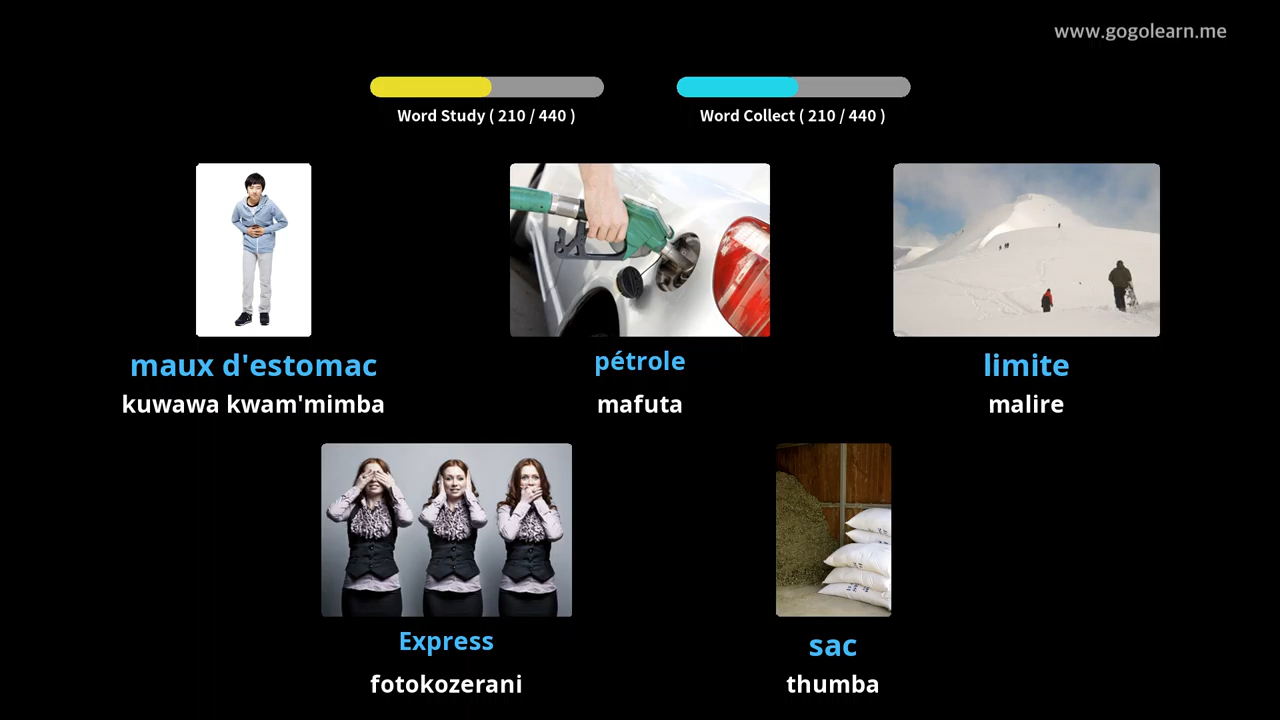 www.gogolearn.me
Word Study ( 210 / 440 )
Word Collect ( 210 / 440 )
maux d'estomac
kuwawa kwam'mimba
pétrole
mafuta
limite
malire
Express
fotokozerani
sac
thumba